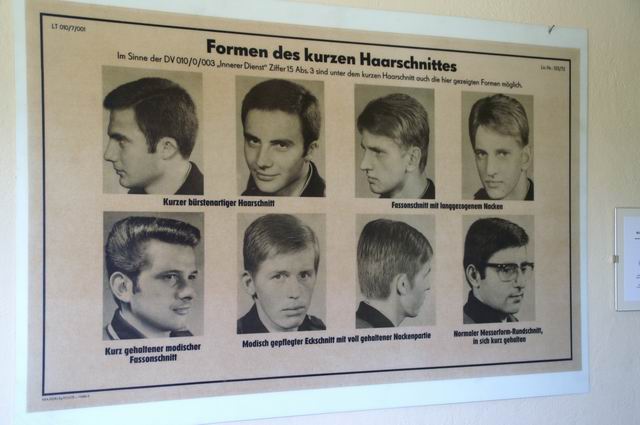 LT 010/7/001
Formen des kurzen Haarschnittes
Im Sinne der DV 010/0/003 „Innerer Dienst" Ziffer 15 Abs. 3 sind unter dem kurzen Haarschnitt auch die hier gezeigten Formen möglich.
Kurzer bürstenartiger Haarschnitt
Fassonschnitt mit langgezogenem Nacken
Kurz gehaltener modischer
Fassonschnitt
Modisch gepflegter Eckschnitt mit voll gehaltener Nackenpartie
Normaler Messerform-Rundschnitt,
in sich kurz gehalten